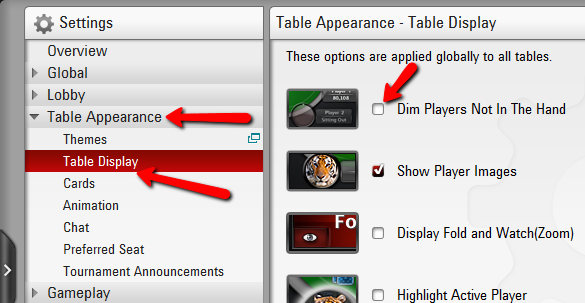 Settings
Overview
Global
Lobby
Table Appearance
Themes
Table Display
Cards
Animation
Chat
Preferred Seat
Tournament Announcements
Gameplay
Table Appearance - Table Display
These options are applied globally to all tables.
Player 1
80,108
Player 2
Sitting Out
Dim Players Not In The Hand
Show Player Images
Fo
Display Fold and Watch(Zoom)
Highlight Active Player